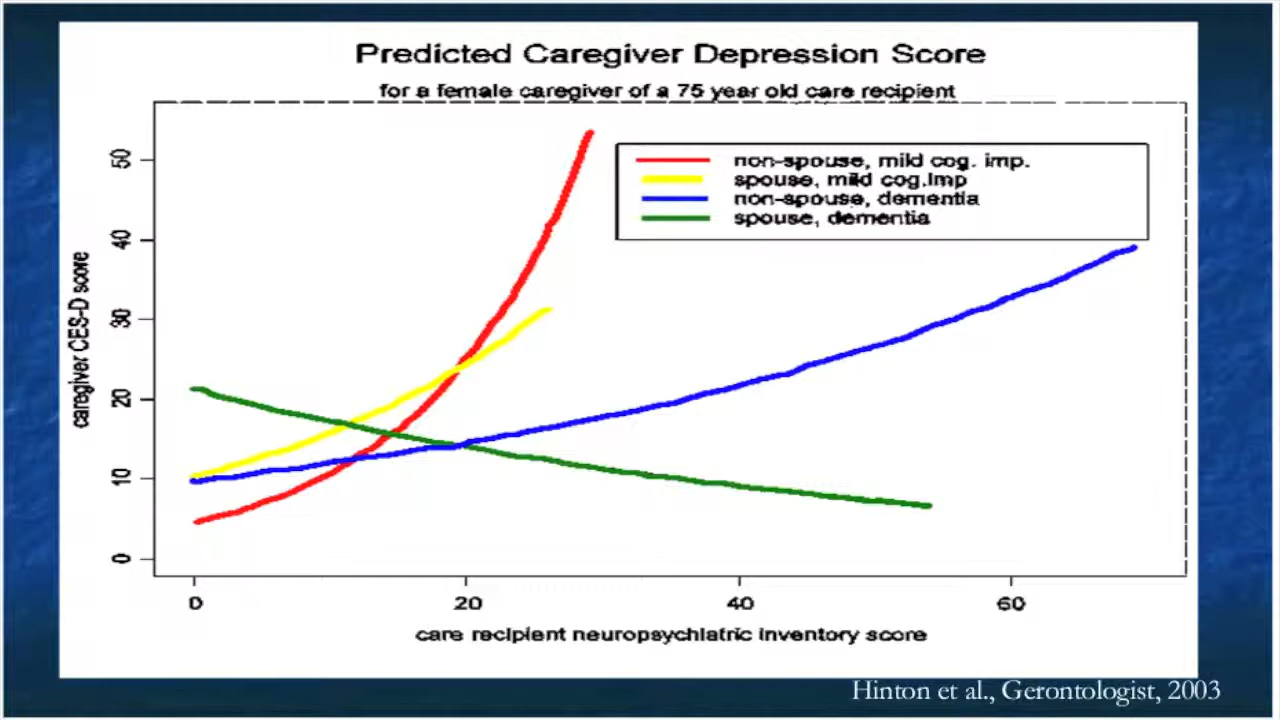 Predicted Caregiver Depression Score
for a female caregiver of a 75 year old care recipient
non-spouse, mild cog. imp.
spouse, mild cog.imp
non-spouse, dementia
spouse, dementia
caregiver CES-D score
50
40
30
20
10
0
0 20 40 60
care recipient neuropsychiatric inventory score
Hinton et al., Gerontologist, 2003